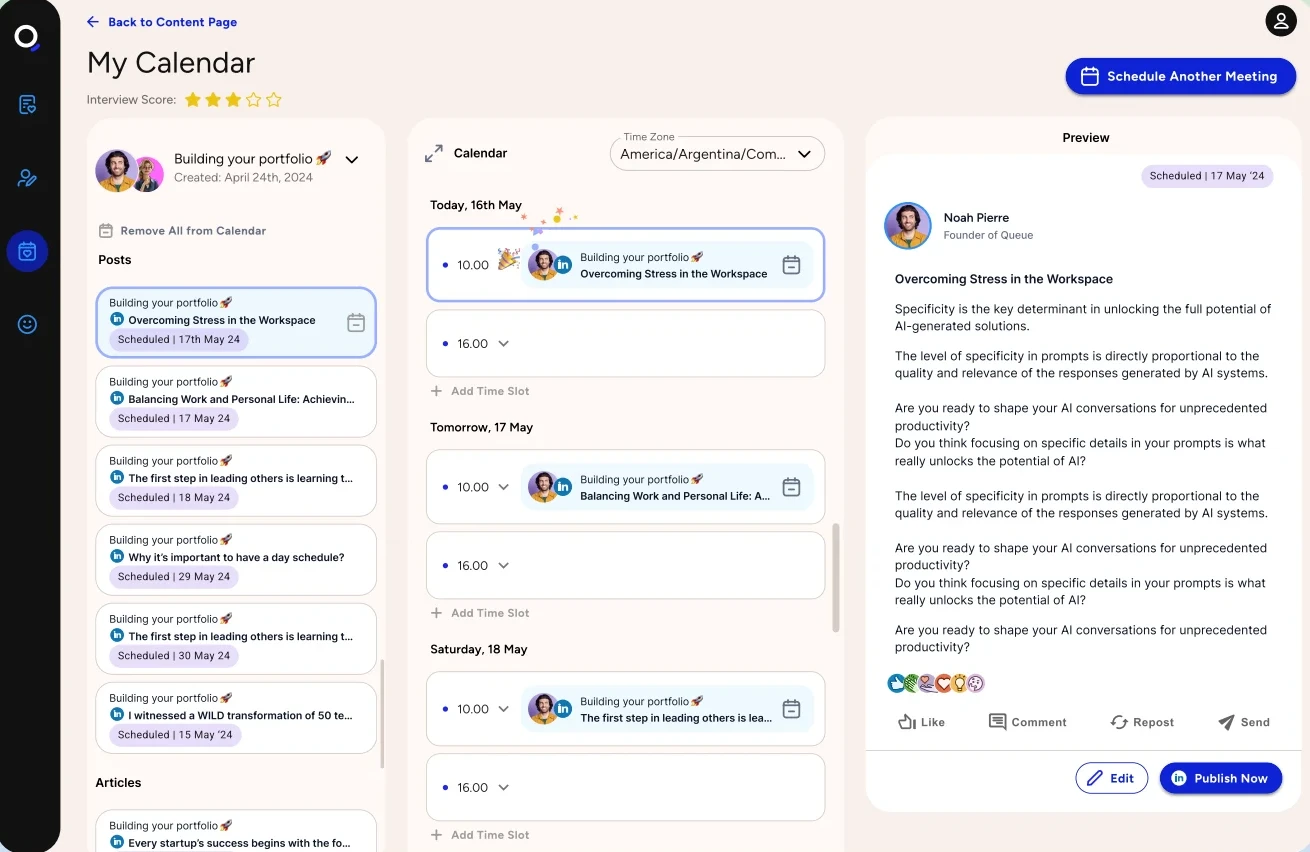 Back to Content Page
My Calendar
Interview Score:
Schedule Another Meeting
Building your portfolio 🚀
Created: April 24th, 2024
Remove All from Calendar
Posts
Building your portfolio 🚀
Overcoming Stress in the Workspace
Scheduled | 17th May 24
Building your portfolio 🚀
Balancing Work and Personal Life: Achievin...
Scheduled | 17 May 24
Building your portfolio 🚀
The first step in leading others is learning t...
Scheduled | 18 May 24
Building your portfolio 🚀
Why it’s important to have a day schedule?
Scheduled | 29 May 24
Building your portfolio 🚀
The first step in leading others is learning t...
Scheduled | 30 May 24
Building your portfolio 🚀
I witnessed a WILD transformation of 50 te...
Scheduled | 15 May ‘24
Articles
Building your portfolio 🚀
Every startup’s success begins with the fo...
Calendar
Time Zone
America/Argentina/Com...
Today, 16th May
10.00
Building your portfolio 🚀
Overcoming Stress in the Workspace
16.00
Add Time Slot
Tomorrow, 17 May
10.00
Building your portfolio 🚀
Balancing Work and Personal Life: A...
16.00
Add Time Slot
Saturday, 18 May
10.00
Building your portfolio 🚀
The first step in leading others is lea...
16.00
Add Time Slot
Preview
Scheduled | 17 May ‘24
Noah Pierre
Founder of Queue
Overcoming Stress in the Workspace
Specificity is the key determinant in unlocking the full potential of
AI-generated solutions.
The level of specificity in prompts is directly proportional to the
quality and relevance of the responses generated by AI systems.
Are you ready to shape your AI conversations for unprecedented
productivity?
Do you think focusing on specific details in your prompts is what
really unlocks the potential of AI?
The level of specificity in prompts is directly proportional to the
quality and relevance of the responses generated by AI systems.
Are you ready to shape your AI conversations for unprecedented
productivity?
Do you think focusing on specific details in your prompts is what
really unlocks the potential of AI?
Are you ready to shape your AI conversations for unprecedented
productivity?
Like
Comment
Repost
Send
Edit
in Publish Now